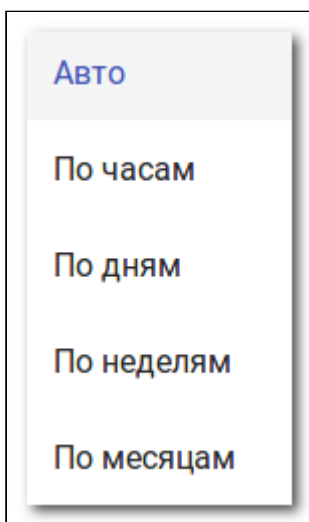 Авто
По часам
По дням
По неделям
По месяцам